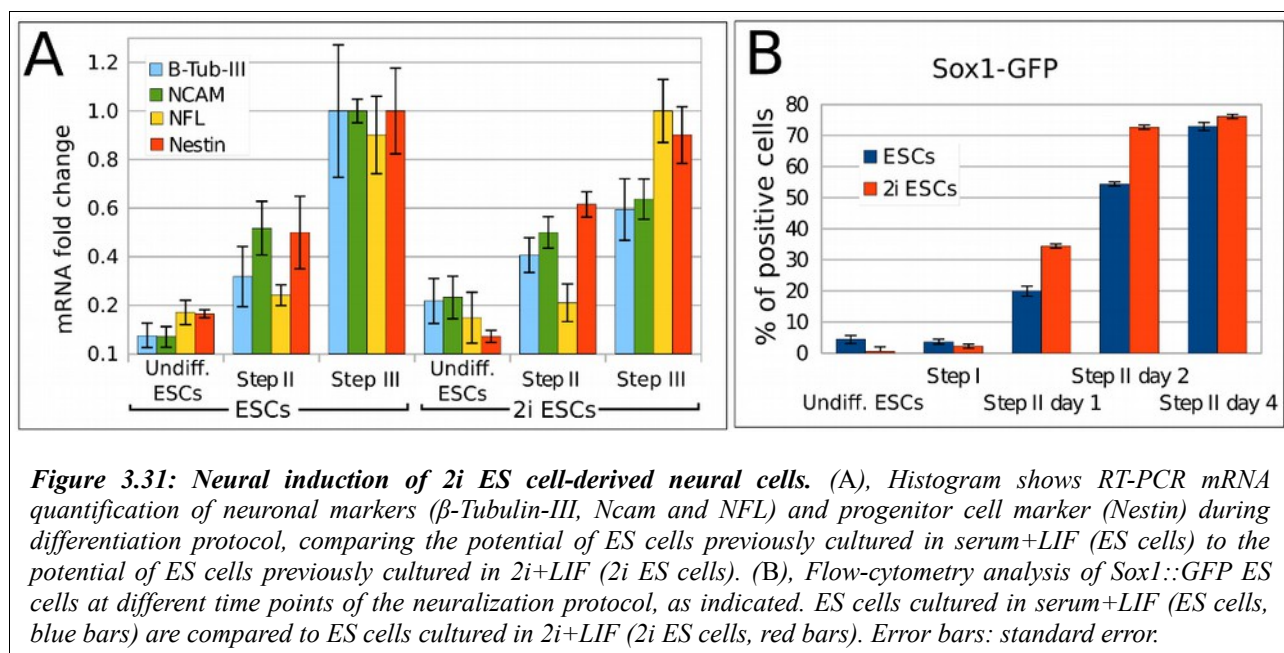 A
B-Tub-III
NCAM
NFL
Nestin
mRNA fold change
1.2
1.0
0.8
0.6
0.4
0.2
0.1
Undiff.
ESCs
Step II
Step III
Undiff.
ESCs
Step II
Step III
ESCs
2i ESCs
B
Sox1-GFP
ESCs
2i ESCs
% of positive cells
80
70
60
50
40
30
20
10
0
Undiff. ESCs
Step I
Step II day 1
Step II day 2
Step II day 4
Figure 3.31: Neural induction of 2i ES cell-derived neural cells. (A), Histogram shows RT-PCR mRNA
quantification of neuronal markers (β-Tubulin-III, Ncam and NFL) and progenitor cell marker (Nestin) during
differentiation protocol, comparing the potential of ES cells previously cultured in serum+LIF (ES cells) to the
potential of ES cells previously cultured in 2i+LIF (2i ES cells). (B), Flow-cytometry analysis of Sox1::GFP ES
cells at different time points of the neuralization protocol, as indicated. ES cells cultured in serum+LIF (ES cells,
blue bars) are compared to ES cells cultured in 2i+LIF (2i ES cells, red bars). Error bars: standard error.